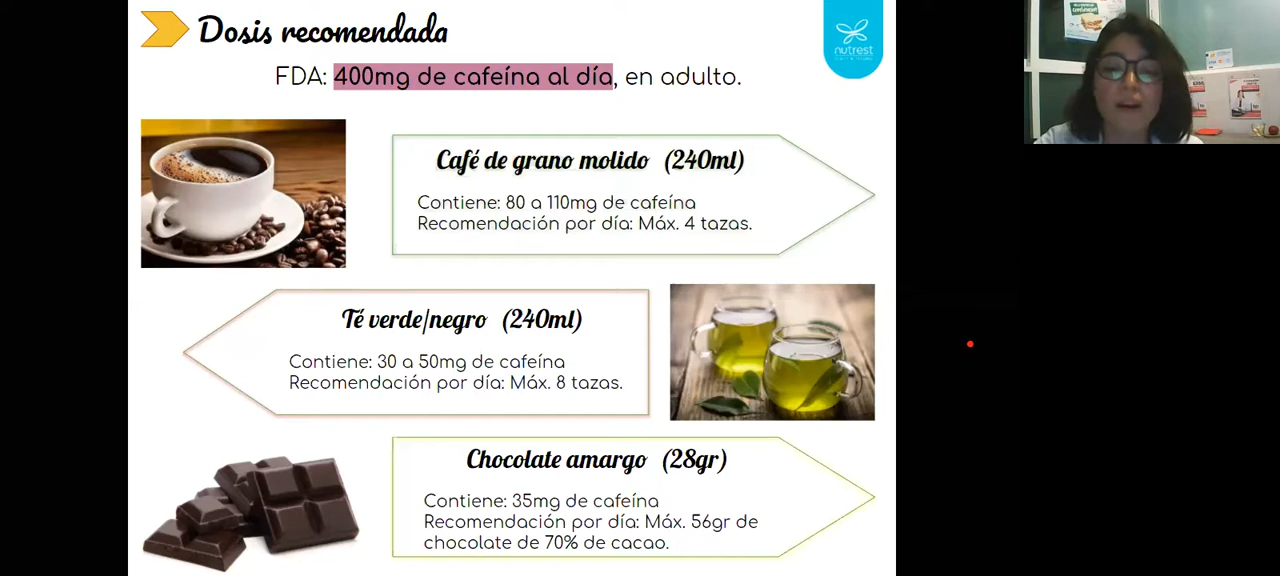 Dosis recomendada
nutrest
FDA: 400mg de cafeína al día, en adulto.
Café de grano molido (240ml)
Contiene: 80 a 110mg de cafeína
Recomendación por día: Máx. 4 tazas.
Té verde/negro (240ml)
Contiene: 30 a 50mg de cafeína
Recomendación por día: Máx. 8 tazas.
Chocolate amargo (28gr)
Contiene: 35mg de cafeína
Recomendación por día: Máx. 56gr de
chocolate de 70% de cacao.